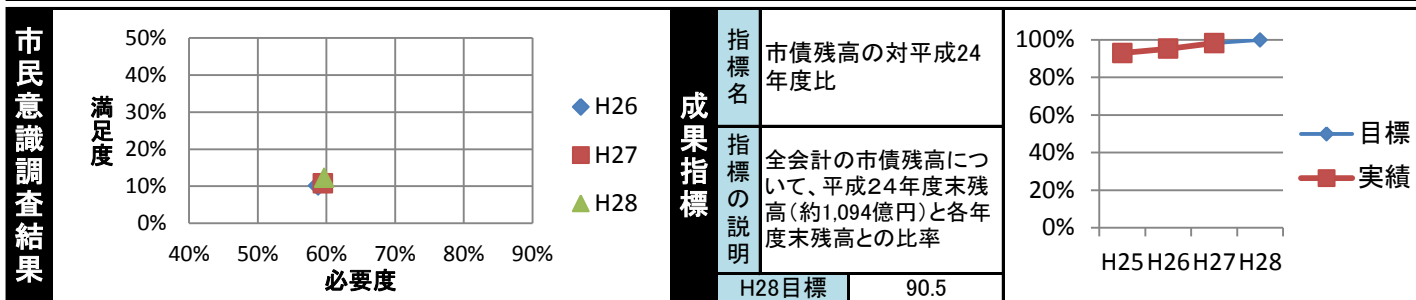 市民意識調査結果
満足度
50%
40%
30%
20%
10%
0%
40% 50% 60% 70% 80% 90%
必要度
H26
H27
H28
成果指標
指標名
市債残高の対平成24
年度比
指標の説明
全会計の市債残高につ
いて、平成２４年度末残
高(約1,094億円)と各年
度末残高との比率
H28目標 90.5
100%
80%
60%
40%
20%
0%
H25 H26 H27 H28
目標
実績